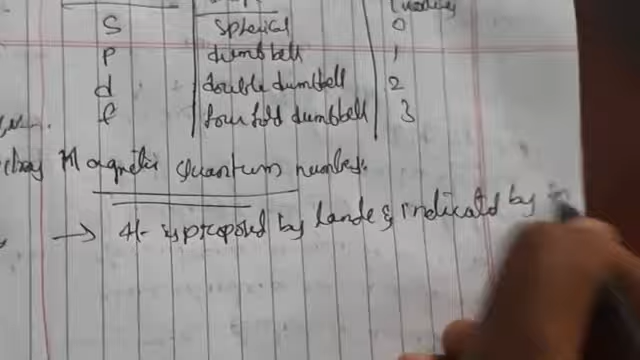 S spherical 0
P dumbbell 1
d double dumbbell 2
f four fold dumbbell 3
Magnetic Quantum number:
→ It is proposed by Lande & indicated by